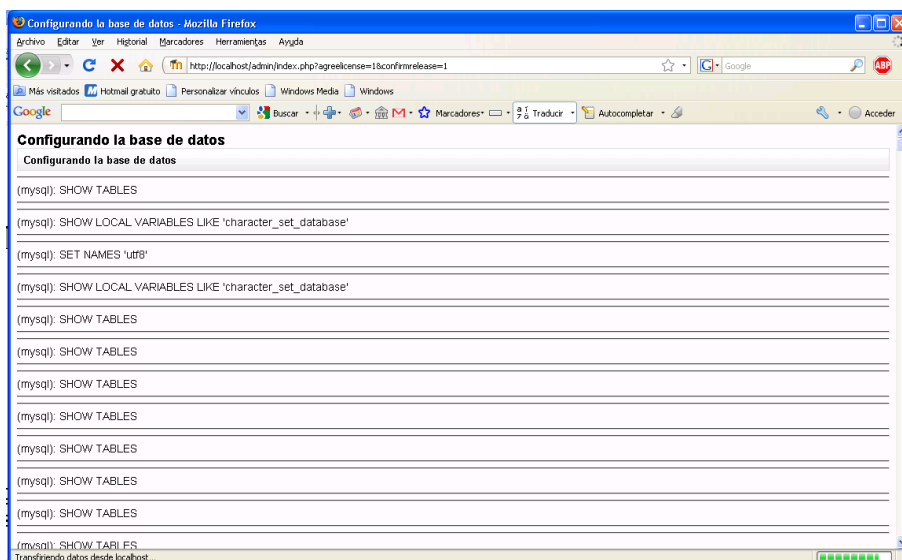 Configurando la base de datos - Mozilla Firefox
Archivo Editar Ver Historial Marcadores Herramientas Ayuda
http://localhost/admin/index.php?agreelicense=1&confirmrelease=1 G Google ABP
Más visitados Hotmail gratuito Personalizar vínculos Windows Media Windows
Google Buscar Marcadores Traducir Autocompletar Acceder
Configurando la base de datos
Configurando la base de datos
(mysql): SHOW TABLES
(mysql): SHOW LOCAL VARIABLES LIKE 'character_set_database'
(mysql): SET NAMES 'utf8'
(mysql): SHOW LOCAL VARIABLES LIKE 'character_set_database'
(mysql): SHOW TABLES
(mysql): SHOW TABLES
(mysql): SHOW TABLES
(mysql): SHOW TABLES
(mysql): SHOW TABLES
(mysql): SHOW TABLES
(mysql): SHOW TABLES
(mysql): SHOW TABLES
Transfiriendo datos desde localhost...